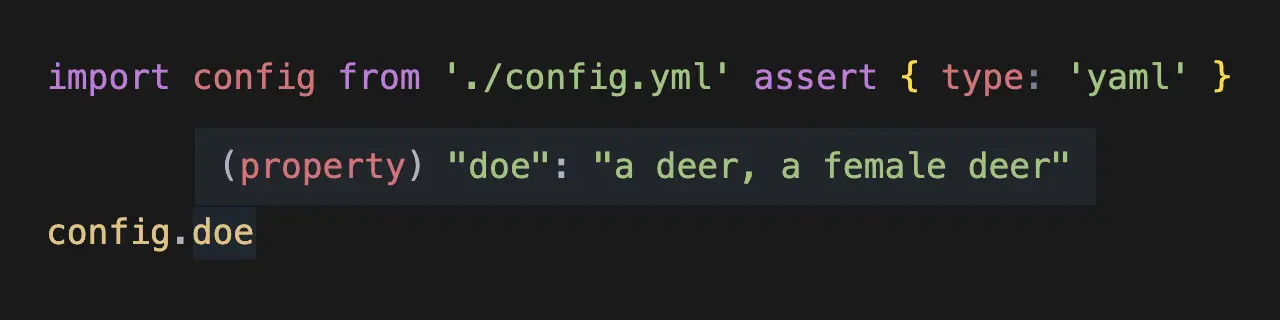 import config from './config.yml' assert { type: 'yaml' }
(property) "doe": "a deer, a female deer"
config.doe